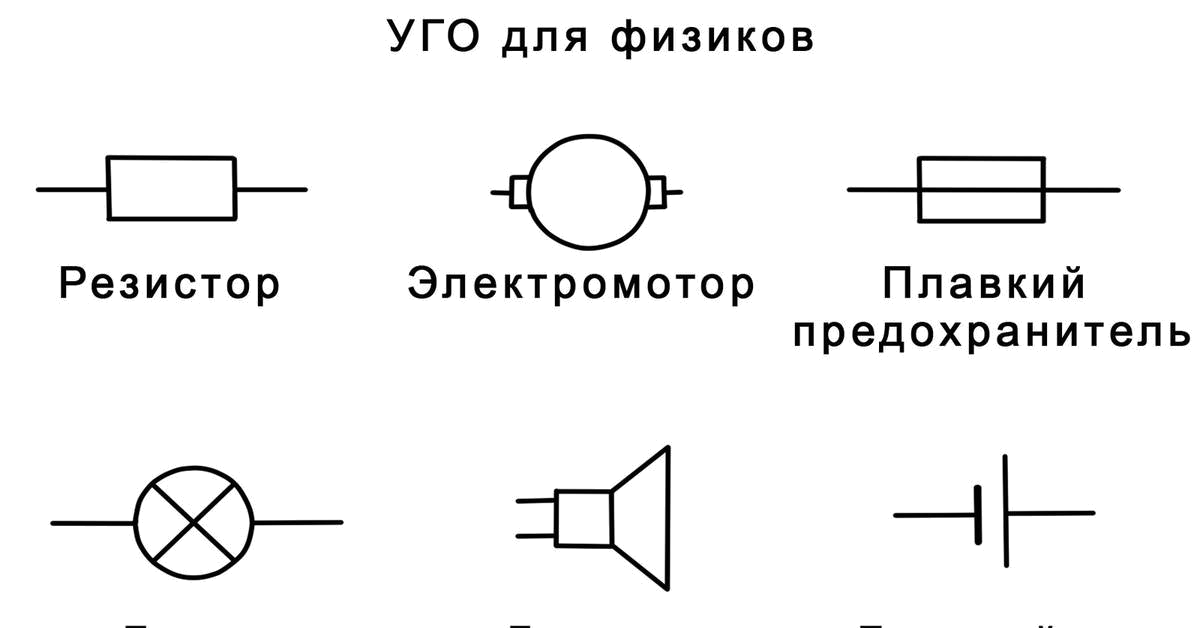 УГО для физиков
Резистор
Электромотор
Плавкий
предохранитель